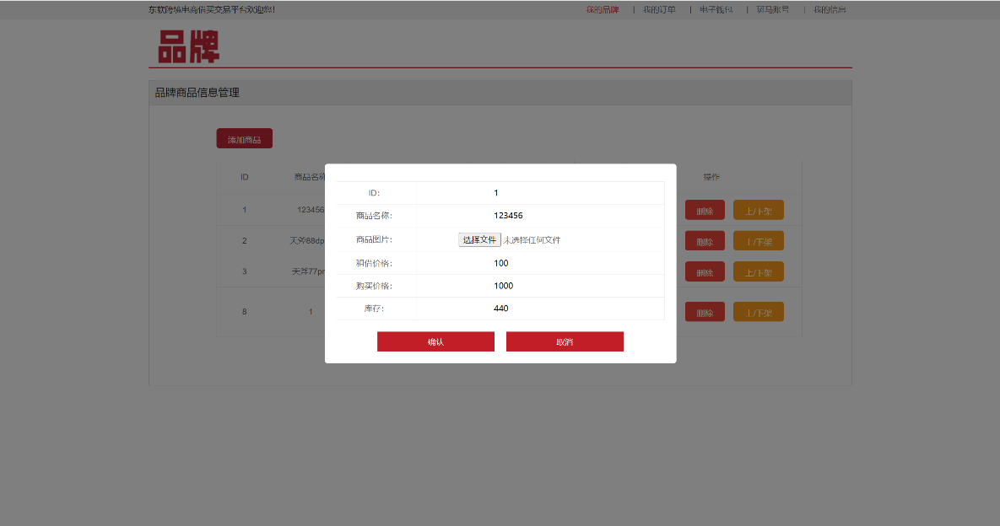 东软跨境电商借买交易平台欢迎您！
我的品牌 | 我的订单 | 电子钱包 | 斑马账号 | 我的信息
品牌
品牌商品信息管理
添加商品
ID 商品名称 操作
1 123456 删除 上/下架
2 天斧88dp 删除 上/下架
3 天斧77pr 删除 上/下架
8 1 删除 上/下架
ID： 1
商品名称： 123456
商品图片： 选择文件 未选择任何文件
租借价格： 100
购买价格： 1000
库存： 440
确认 取消